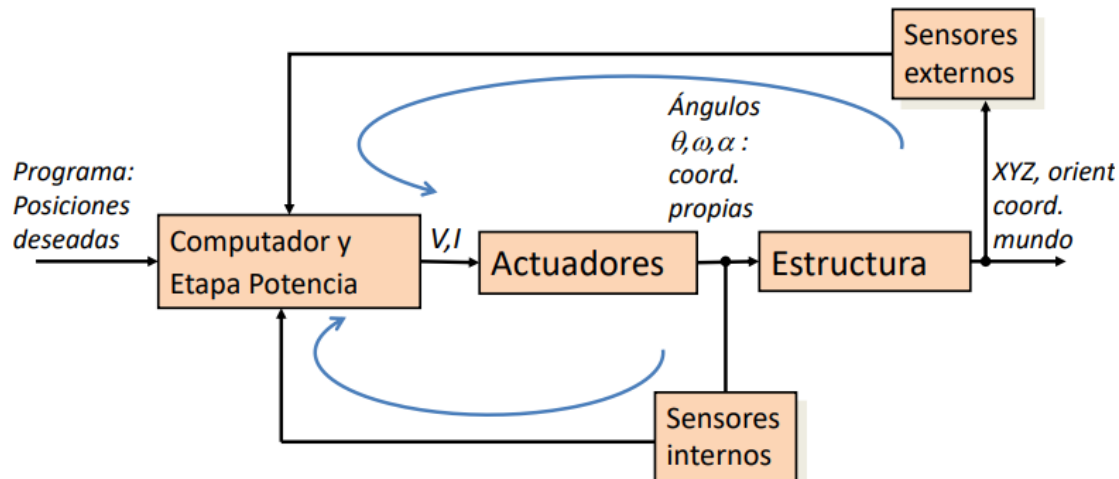 Sensores
externos
Ángulos
θ,ω,α :
coord.
propias
XYZ, orient
coord.
mundo
Programa:
Posiciones
deseadas
Computador y
Etapa Potencia
V,I
Actuadores
Estructura
Sensores
internos